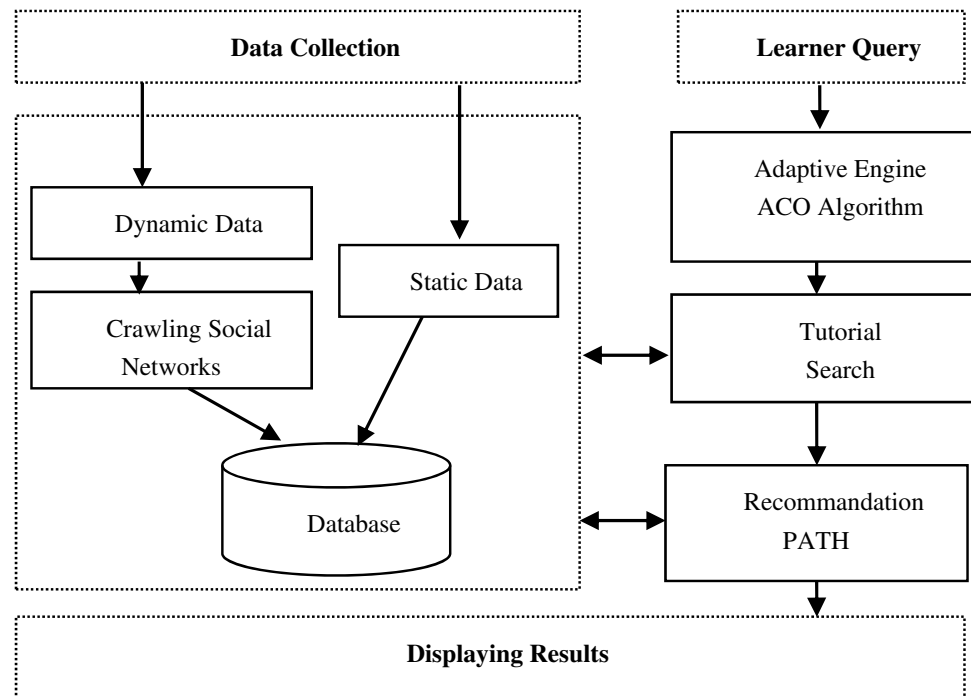 Data Collection
Learner Query
Adaptive Engine
ACO Algorithm
Dynamic Data
Static Data
Crawling Social
Networks
Tutorial
Search
Database
Recommandation
PATH
Displaying Results